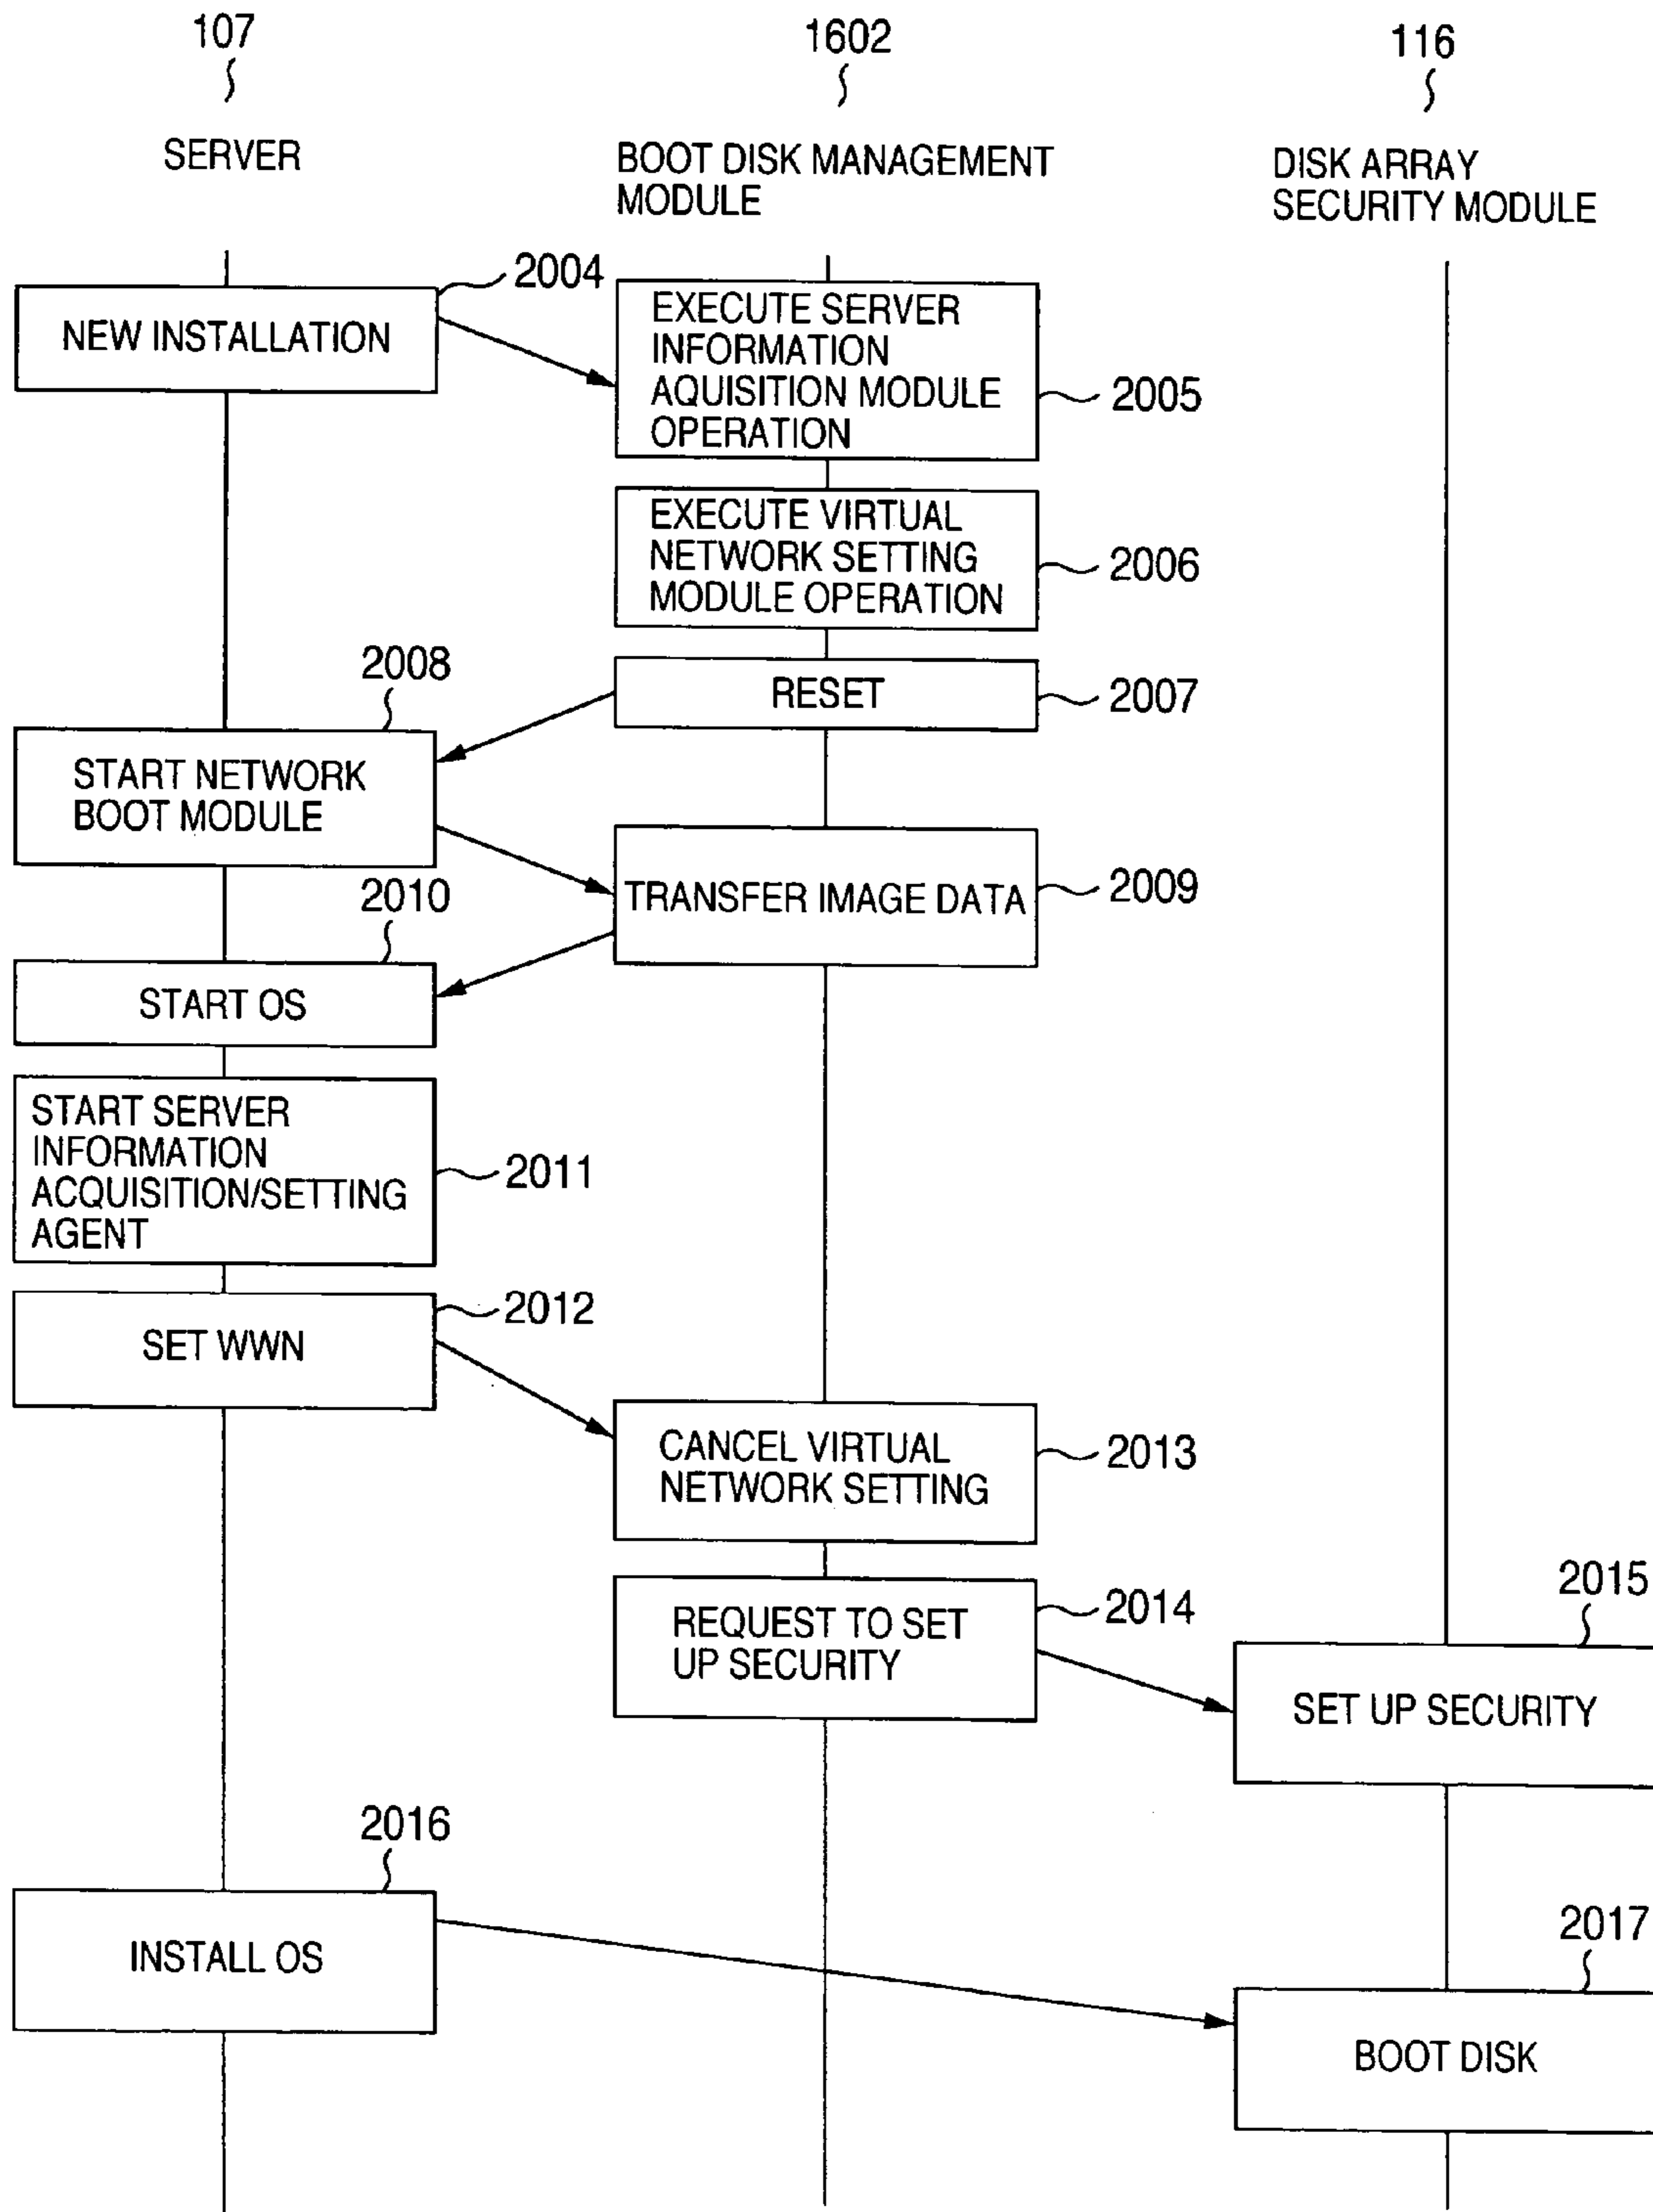 107
1602
116
SERVER
BOOT DISK MANAGEMENT
MODULE
DISK ARRAY
SECURITY MODULE
2004
NEW INSTALLATION
EXECUTE SERVER
INFORMATION
AQUISITION MODULE
OPERATION
2005
EXECUTE VIRTUAL
NETWORK SETTING
MODULE OPERATION
2006
RESET
2007
2008
START NETWORK
BOOT MODULE
TRANSFER IMAGE DATA
2009
2010
START OS
START SERVER
INFORMATION
ACQUISITION/SETTING
AGENT
2011
SET WWN
2012
CANCEL VIRTUAL
NETWORK SETTING
2013
REQUEST TO SET
UP SECURITY
2014
2015
SET UP SECURITY
2016
INSTALL OS
2017
BOOT DISK